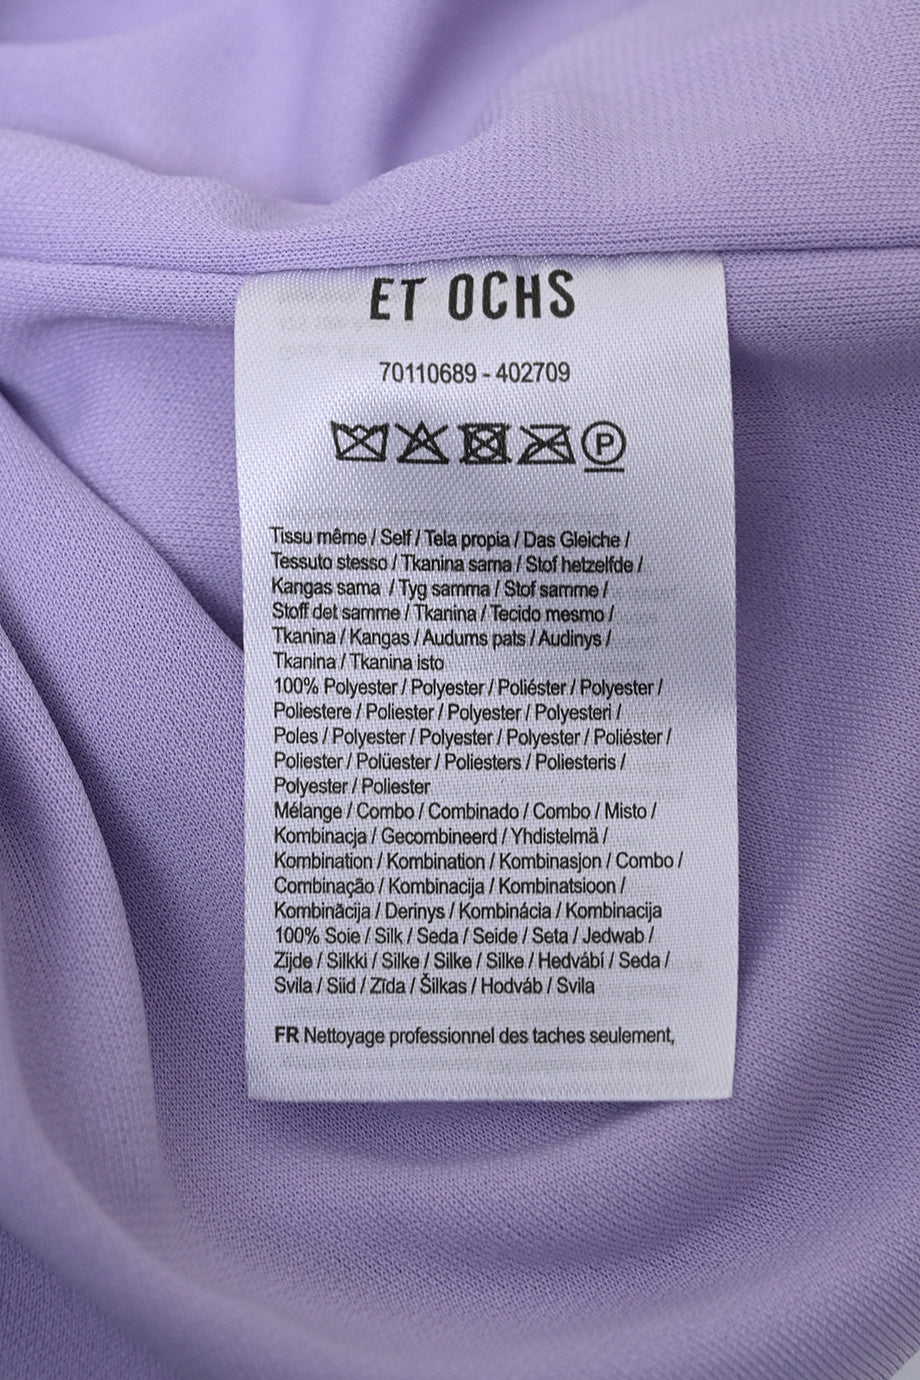 ET OCHS
70110689 - 402709
P
Tissu même / Self / Tela propia / Das Gleiche /
Tessuto stesso / Tkanina sama / Stof hetzelfde /
Kangas sama / Tyg samma / Stof samme /
Stoff det samme / Tkanina / Tecido mesmo /
Tkanina / Kangas / Audums pats / Audinys /
Tkanina / Tkanina isto
100% Polyester / Polyester / Poliéster / Polyester /
Poliestere / Poliester / Polyester / Polyesteri /
Poles / Polyester / Polyester / Polyester / Poliéster /
Poliester / Polüester / Poliesters / Poliesteris /
Polyester / Poliester
Mélange / Combo / Combinado / Combo / Misto /
Kombinacja / Gecombineerd / Yhdistelmä /
Kombination / Kombination / Kombinasjon / Combo /
Combinação / Kombinacija / Kombinatsioon /
Kombinācija / Derinys / Kombinácia / Kombinacija
100% Soie / Silk / Seda / Seide / Seta / Jedwab /
Zijde / Silkki / Silke / Silke / Silke / Hedvábí / Seda /
Svila / Siid / Zīda / Šilkas / Hodváb / Svila
FR Nettoyage professionnel des taches seulement,